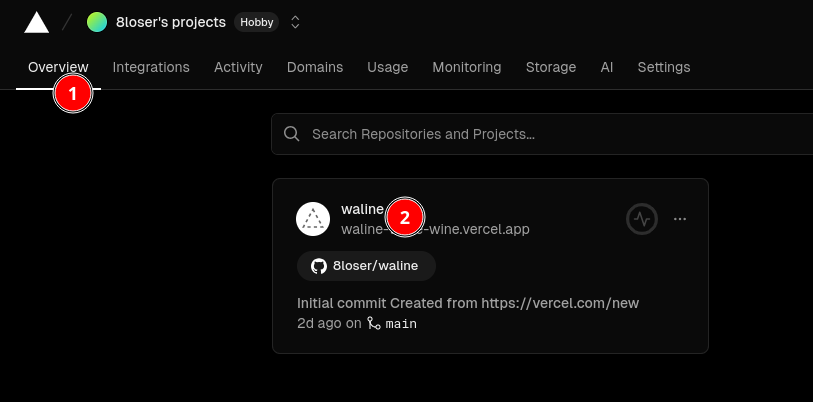 8loser's projects Hobby
Overview Integrations Activity Domains Usage Monitoring Storage AI Settings
1
Search Repositories and Projects...
waline
2
waline- -wine.vercel.app
8loser/waline
Initial commit Created from https://vercel.com/new
2d ago on main